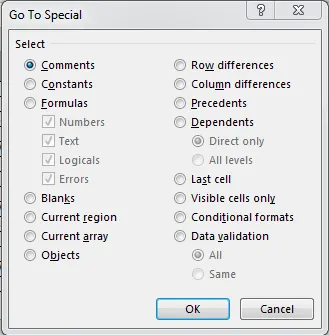 Go To Special
Select
Comments
Constants
Formulas
Numbers
Text
Logicals
Errors
Blanks
Current region
Current array
Objects
Row differences
Column differences
Precedents
Dependents
Direct only
All levels
Last cell
Visible cells only
Conditional formats
Data validation
All
Same
OK
Cancel